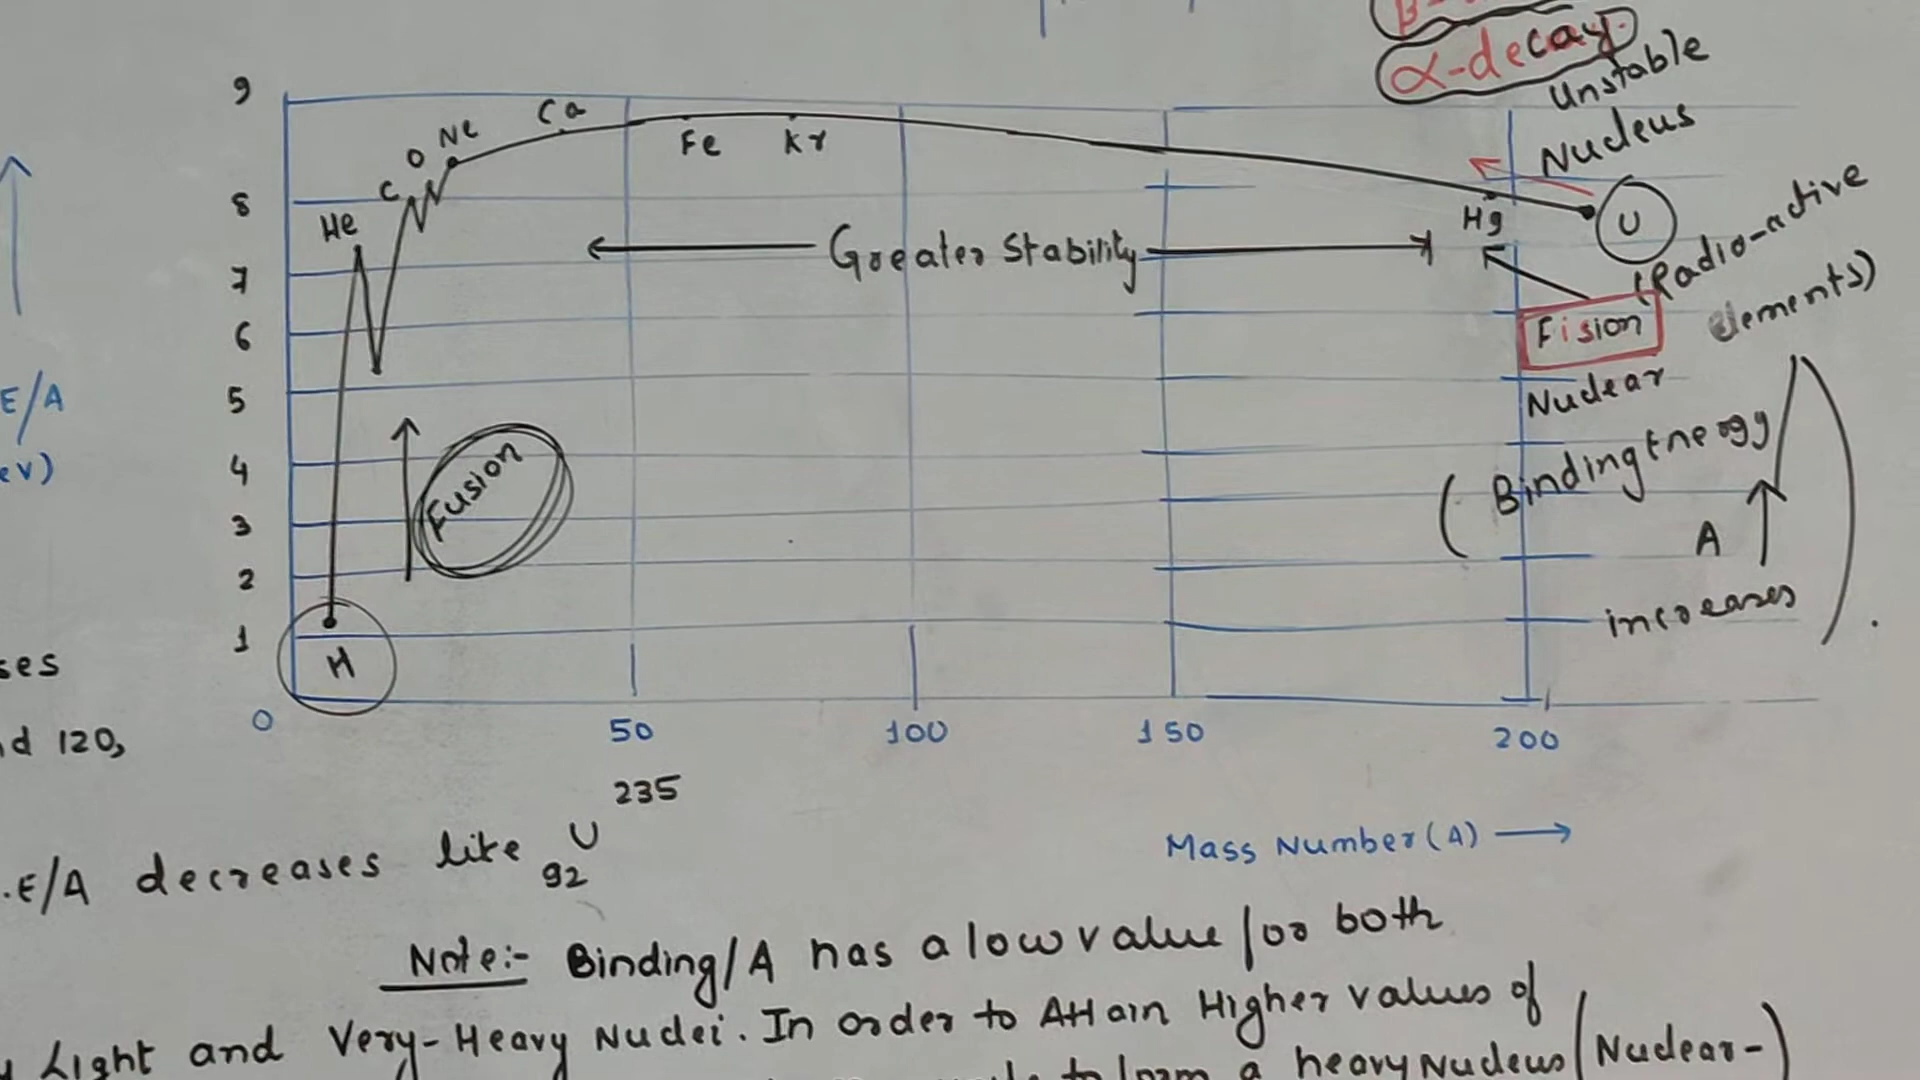 α-decay
Unstable
Nucleus
(Radio-active
elements)
9
8
7
6
5
4
3
2
1
0
He
C
O
Ne
Ca
Fe
Kr
Hg
U
H
Greater Stability
Fusion
Fision
Nuclear
(Binding Energy/
A
increases)
E/A
ev)
50
100
150
200
Mass Number(A)
ses
nd 120,
.E/A decreases like 92 U 235
Note:- Binding/A has a low value for both
Light and Very-Heavy Nuclei. In order to Attain Higher values of
to form a heavy Nucleus (Nuclear-)